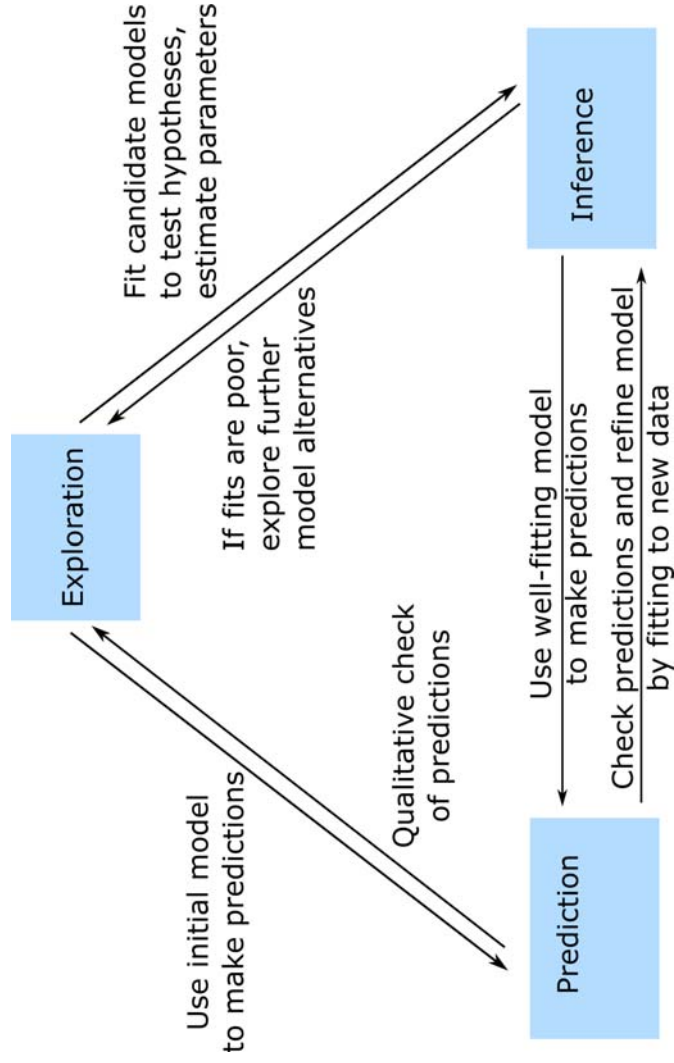 Exploration
Use initial model
to make predictions
Qualitative check
of predictions
Fit candidate models
to test hypotheses,
estimate parameters
If fits are poor,
explore further
model alternatives
Prediction
Use well-fitting model
to make predictions
Check predictions and refine model
by fitting to new data
Inference